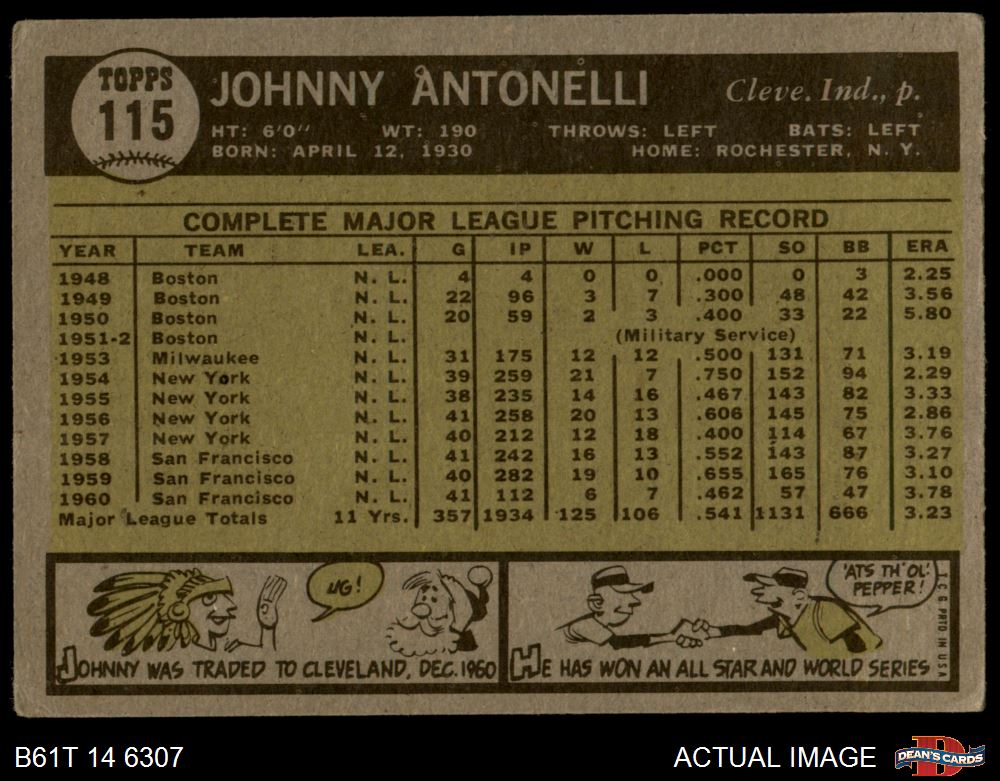 TOPPS
115
JOHNNY ANTONELLI Cleve. Ind., p.
HT: 6'0" WT: 190 THROWS: LEFT BATS: LEFT
BORN: APRIL 12, 1930 HOME: ROCHESTER, N. Y.
COMPLETE MAJOR LEAGUE PITCHING RECORD
YEAR TEAM LEA. G IP W L PCT SO BB ERA
1948 Boston N. L. 4 4 0 0 .000 0 3 2.25
1949 Boston N. L. 22 96 3 7 .300 48 42 3.56
1950 Boston N. L. 20 59 2 3 .400 33 22 5.80
1951-2 Boston N. L. (Military Service)
1953 Milwaukee N. L. 31 175 12 12 .500 131 71 3.19
1954 New York N. L. 39 259 21 7 .750 152 94 2.29
1955 New York N. L. 38 235 14 16 .467 143 82 3.33
1956 New York N. L. 41 258 20 13 .606 145 75 2.86
1957 New York N. L. 40 212 12 18 .400 114 67 3.76
1958 San Francisco N. L. 41 242 16 13 .552 143 87 3.27
1959 San Francisco N. L. 40 282 19 10 .655 165 76 3.10
1960 San Francisco N. L. 41 112 6 7 .462 57 47 3.78
Major League Totals 11 Yrs. 357 1934 125 106 .541 1131 666 3.23
UG!
JOHNNY WAS TRADED TO CLEVELAND, DEC. 1960
'ATS TH' OL'
PEPPER!
HE HAS WON AN ALL STAR AND WORLD SERIES
T. C. G. PRTD IN U.S.A.
B61T 14 6307
ACTUAL IMAGE
D
DEAN'S CARDS